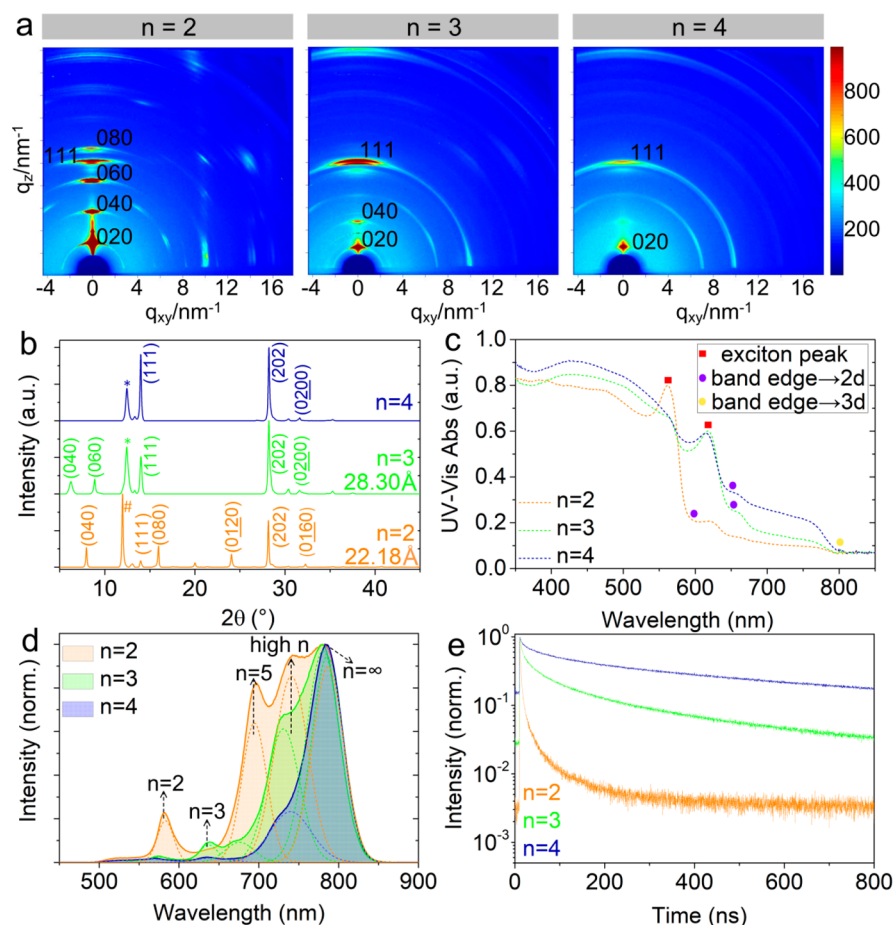 a
n = 2
n = 3
n = 4
qz/nm-1
080
111
060
040
020
111
040
020
111
020
800
600
400
200
-4 0 4 8 12 16
-4 0 4 8 12 16
-4 0 4 8 12 16
qxy/nm-1
qxy/nm-1
qxy/nm-1
b
Intensity (a.u.)
*
(111)
(202)
(0200)
n=4
(040)
(060)
*
(111)
(202)
(0200)
n=3
28.30Å
(040)
#
(111)
(080)
(0120)
(202)
(0160)
n=2
22.18Å
10 20 30 40
2θ (°)
c
UV-Vis Abs (a.u.)
1.0
0.8
0.6
0.4
0.2
0.0
exciton peak
band edge→2d
band edge→3d
n=2
n=3
n=4
400 500 600 700 800
Wavelength (nm)
d
Intensity (norm.)
n=2
n=3
n=4
n=2
n=3
n=5
high n
n=∞
500 600 700 800 900
Wavelength (nm)
e
Intensity (norm.)
100
10-1
10-2
10-3
n=2
n=3
n=4
0 200 400 600 800
Time (ns)